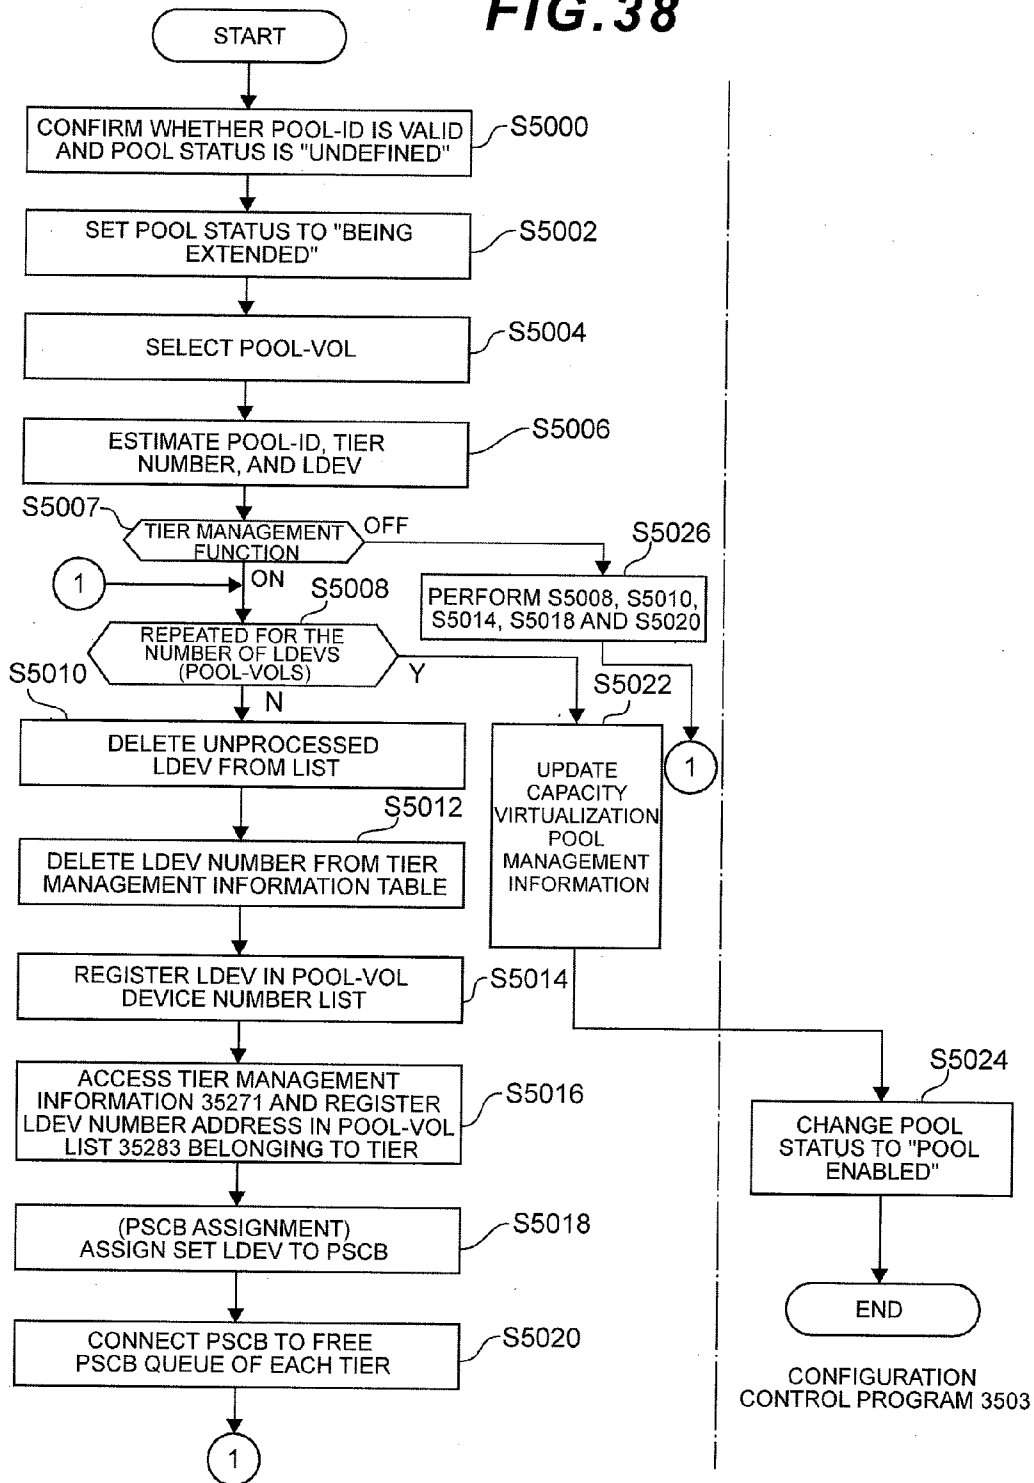 FIG.38
START
CONFIRM WHETHER POOL-ID IS VALID
AND POOL STATUS IS "UNDEFINED"
S5000
SET POOL STATUS TO "BEING
EXTENDED"
S5002
SELECT POOL-VOL
S5004
ESTIMATE POOL-ID, TIER
NUMBER, AND LDEV
S5006
S5007
TIER MANAGEMENT
FUNCTION
OFF
ON
S5026
PERFORM S5008, S5010,
S5014, S5018 AND S5020
1
1
S5008
REPEATED FOR THE
NUMBER OF LDEVS
(POOL-VOLS)
Y
N
S5010
DELETE UNPROCESSED
LDEV FROM LIST
S5022
UPDATE
CAPACITY
VIRTUALIZATION
POOL
MANAGEMENT
INFORMATION
S5012
DELETE LDEV NUMBER FROM TIER
MANAGEMENT INFORMATION TABLE
REGISTER LDEV IN POOL-VOL
DEVICE NUMBER LIST
S5014
ACCESS TIER MANAGEMENT
INFORMATION 35271 AND REGISTER
LDEV NUMBER ADDRESS IN POOL-VOL
LIST 35283 BELONGING TO TIER
S5016
(PSCB ASSIGNMENT)
ASSIGN SET LDEV TO PSCB
S5018
CONNECT PSCB TO FREE
PSCB QUEUE OF EACH TIER
S5020
1
S5024
CHANGE POOL
STATUS TO "POOL
ENABLED"
END
CONFIGURATION
CONTROL PROGRAM 3503